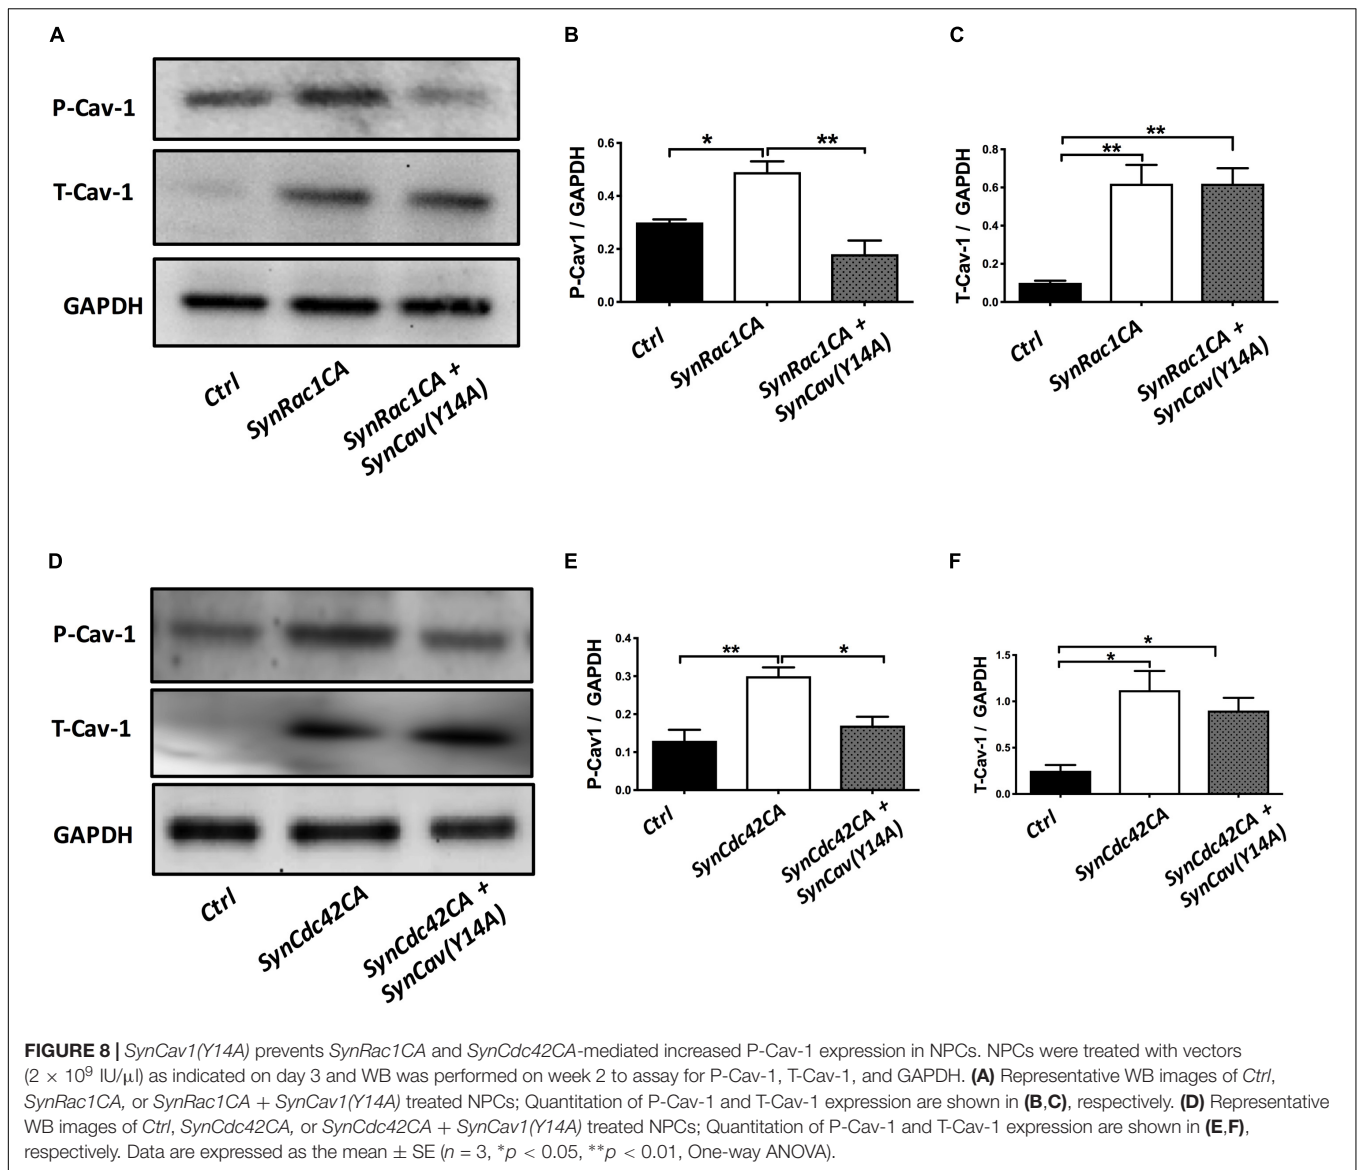 A
P-Cav-1
T-Cav-1
GAPDH
Ctrl
SynRac1CA
SynRac1CA +
SynCav(Y14A)
B
P-Cav1 / GAPDH
0.6
0.4
0.2
0.0
*
**
Ctrl
SynRac1CA
SynRac1CA +
SynCav(Y14A)
C
T-Cav-1 / GAPDH
0.8
0.6
0.4
0.2
0.0
**
**
Ctrl
SynRac1CA
SynRac1CA +
SynCav(Y14A)
D
P-Cav-1
T-Cav-1
GAPDH
Ctrl
SynCdc42CA
SynCdc42CA +
SynCav(Y14A)
E
P-Cav1 / GAPDH
0.4
0.3
0.2
0.1
0.0
**
*
Ctrl
SynCdc42CA
SynCdc42CA +
SynCav(Y14A)
F
T-Cav-1 / GAPDH
1.5
1.0
0.5
0.0
*
*
Ctrl
SynCdc42CA
SynCdc42CA +
SynCav(Y14A)
FIGURE 8 | SynCav1(Y14A) prevents SynRac1CA and SynCdc42CA-mediated increased P-Cav-1 expression in NPCs. NPCs were treated with vectors
(2 × 10⁹ IU/μl) as indicated on day 3 and WB was performed on week 2 to assay for P-Cav-1, T-Cav-1, and GAPDH. (A) Representative WB images of Ctrl,
SynRac1CA, or SynRac1CA + SynCav1(Y14A) treated NPCs; Quantitation of P-Cav-1 and T-Cav-1 expression are shown in (B,C), respectively. (D) Representative
WB images of Ctrl, SynCdc42CA, or SynCdc42CA + SynCav1(Y14A) treated NPCs; Quantitation of P-Cav-1 and T-Cav-1 expression are shown in (E,F),
respectively. Data are expressed as the mean ± SE (n = 3, *p < 0.05, **p < 0.01, One-way ANOVA).